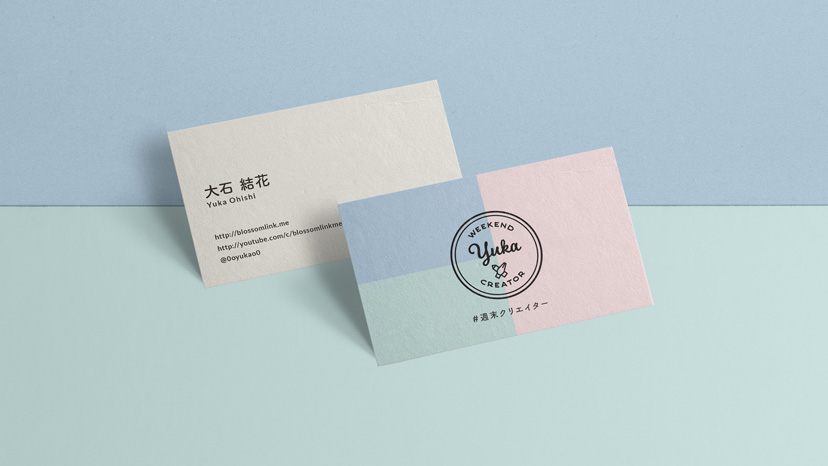 大石 結花
Yuka Ohishi
http://blossomlink.me
http://youtube.com/c/blossomlinkme
@0oyukao0
WEEKEND
Yuka
CREATOR
#週末クリエイター